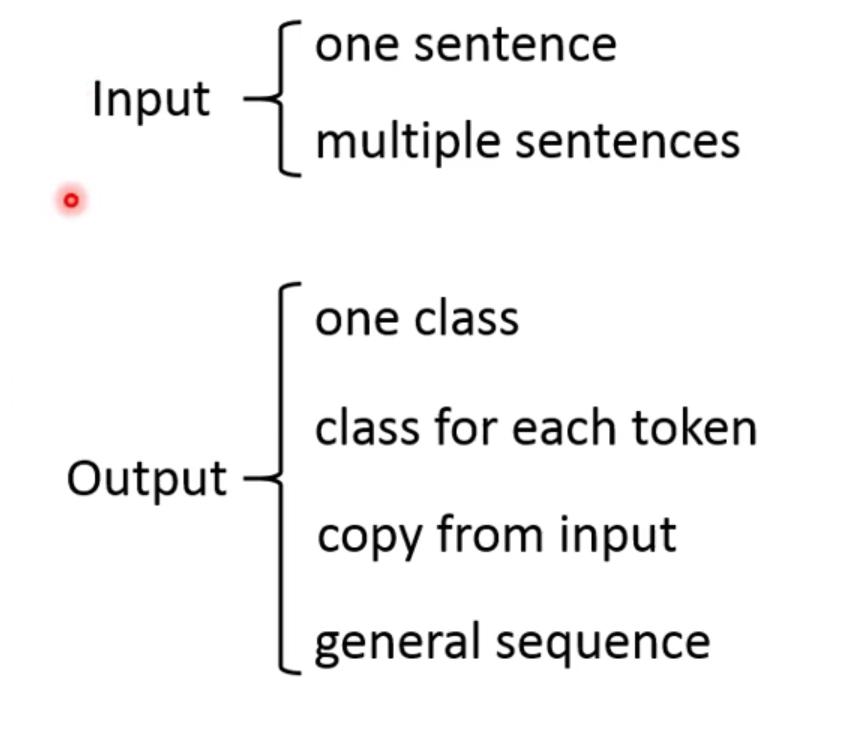 Input
one sentence
multiple sentences
Output
one class
class for each token
copy from input
general sequence